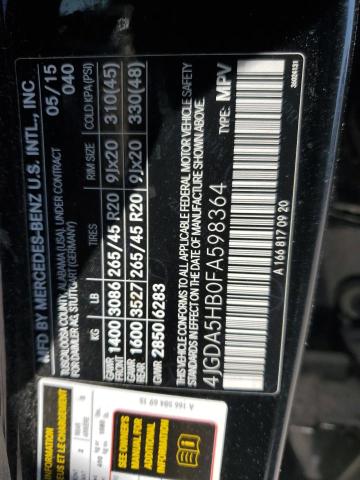 MFD BY MERCEDES-BENZ U.S. INTL., INC.
TUSCALOOSA COUNTY, ALABAMA (USA) UNDER CONTRACT
FOR DAIMLER AG, STUTTGART (GERMANY)
05/15
040
KG LB TIRES RIM SIZE COLD KPA(PSI)
GAWR FRONT 1400 3086 265/45 R20 9Jx20 310(45)
GAWR REAR 1600 3527 265/45 R20 9Jx20 330(48)
GVWR 2850 6283
THIS VEHICLE CONFORMS TO ALL APPLICABLE FEDERAL MOTOR VEHICLE SAFETY
STANDARDS IN EFFECT ON THE DATE OF MANUFACTURE SHOWN ABOVE.
4JGDA5HB0FA598364 TYPE: MPV
A 166 817 09 20
A 166 584 69 15
SEE OWNER'S
MANUAL FOR
ADDITIONAL
INFORMATION